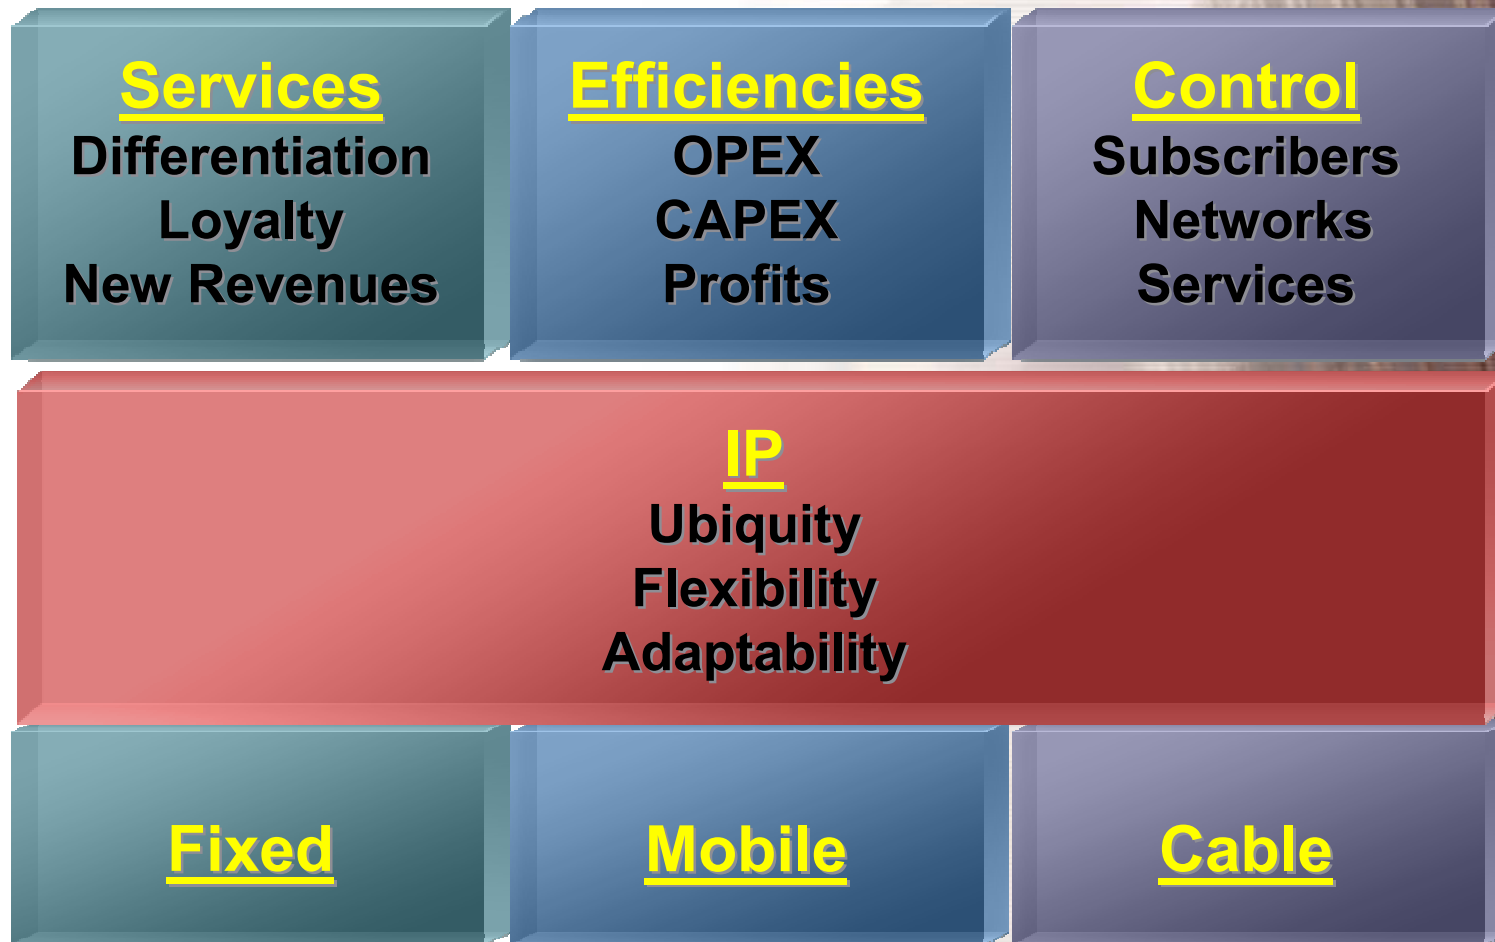 Services
Differentiation
Loyalty
New Revenues
Efficiencies
OPEX
CAPEX
Profits
Control
Subscribers
Networks
Services
IP
Ubiquity
Flexibility
Adaptability
Fixed
Mobile
Cable